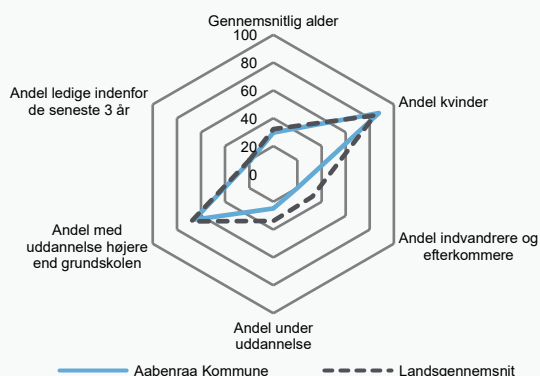 Gennemsnitlig alder
100
80
60
40
20
0
Andel ledige indenfor
de seneste 3 år
Andel kvinder
Andel med
uddannelse højere
end grundskolen
Andel indvandrere og
efterkommere
Andel under
uddannelse
Aabenraa Kommune
Landsgennemsnit